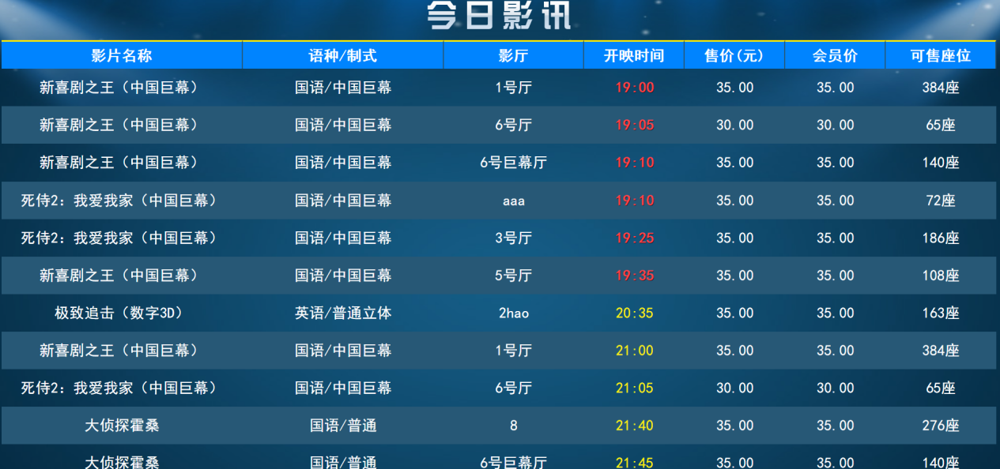 今日影讯
影片名称 语种/制式 影厅 开映时间 售价(元) 会员价 可售座位
新喜剧之王（中国巨幕） 国语/中国巨幕 1号厅 19:00 35.00 35.00 384座
新喜剧之王（中国巨幕） 国语/中国巨幕 6号厅 19:05 30.00 30.00 65座
新喜剧之王（中国巨幕） 国语/中国巨幕 6号巨幕厅 19:10 35.00 35.00 140座
死侍2: 我爱我家（中国巨幕） 国语/中国巨幕 aaa 19:10 35.00 35.00 72座
死侍2: 我爱我家（中国巨幕） 国语/中国巨幕 3号厅 19:25 35.00 35.00 186座
新喜剧之王（中国巨幕） 国语/中国巨幕 5号厅 19:35 35.00 35.00 108座
极致追击（数字3D） 英语/普通立体 2hao 20:35 35.00 35.00 163座
新喜剧之王（中国巨幕） 国语/中国巨幕 1号厅 21:00 35.00 35.00 384座
死侍2: 我爱我家（中国巨幕） 国语/中国巨幕 6号厅 21:05 30.00 30.00 65座
大侦探霍桑 国语/普通 8 21:40 35.00 35.00 276座
大侦探霍桑 国语/普通 6号巨幕厅 21:45 35.00 35.00 140座